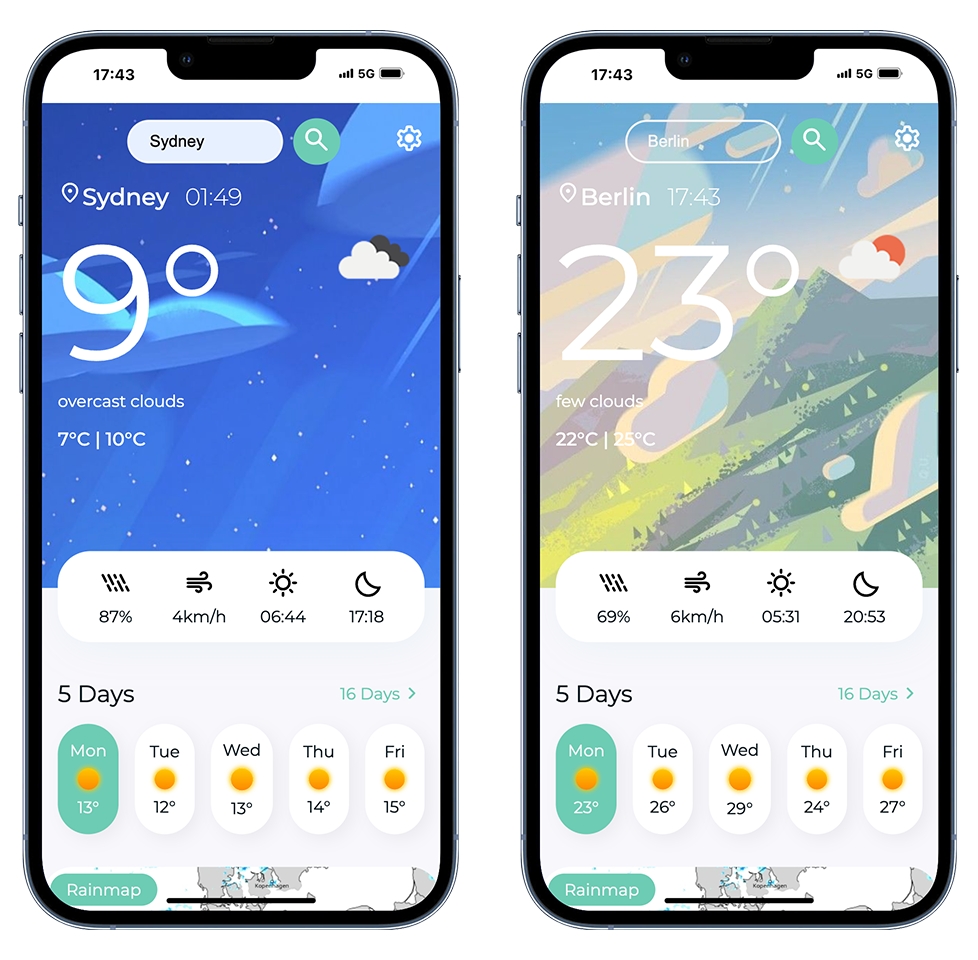 17:43
5G
Sydney
Sydney 01:49
9°
overcast clouds
7°C | 10°C
87% 4km/h 06:44 17:18
5 Days 16 Days >
Mon Tue Wed Thu Fri
13° 12° 13° 14° 15°
Kopenhagen
Rainmap
17:43
5G
Berlin
Berlin 17:43
23°
few clouds
22°C | 25°C
69% 6km/h 05:31 20:53
5 Days 16 Days >
Mon Tue Wed Thu Fri
23° 26° 29° 24° 27°
Kopenhagen
Rainmap